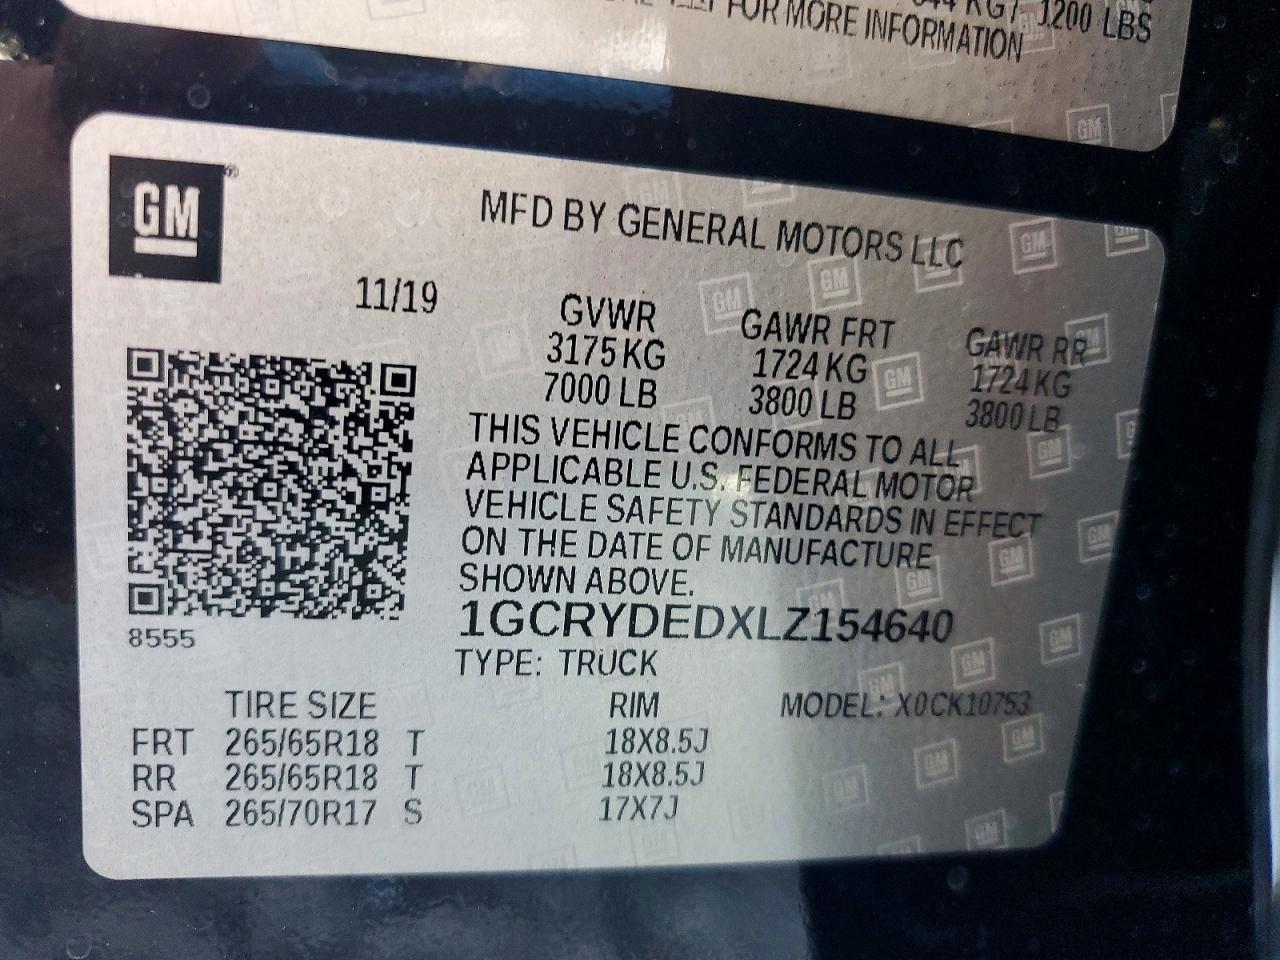 KG / 1200 LBS
FOR MORE INFORMATION
GM
MFD BY GENERAL MOTORS LLC
11/19
GVWR GAWR FRT GAWR RR
3175 KG 1724 KG 1724 KG
7000 LB 3800 LB 3800 LB
THIS VEHICLE CONFORMS TO ALL
APPLICABLE U.S. FEDERAL MOTOR
VEHICLE SAFETY STANDARDS IN EFFECT
ON THE DATE OF MANUFACTURE
SHOWN ABOVE.
1GCRYDEDXLZ154640
8555
TYPE: TRUCK
TIRE SIZE RIM MODEL: X0CK10753
FRT 265/65R18 T 18X8.5J
RR 265/65R18 T 18X8.5J
SPA 265/70R17 S 17X7J